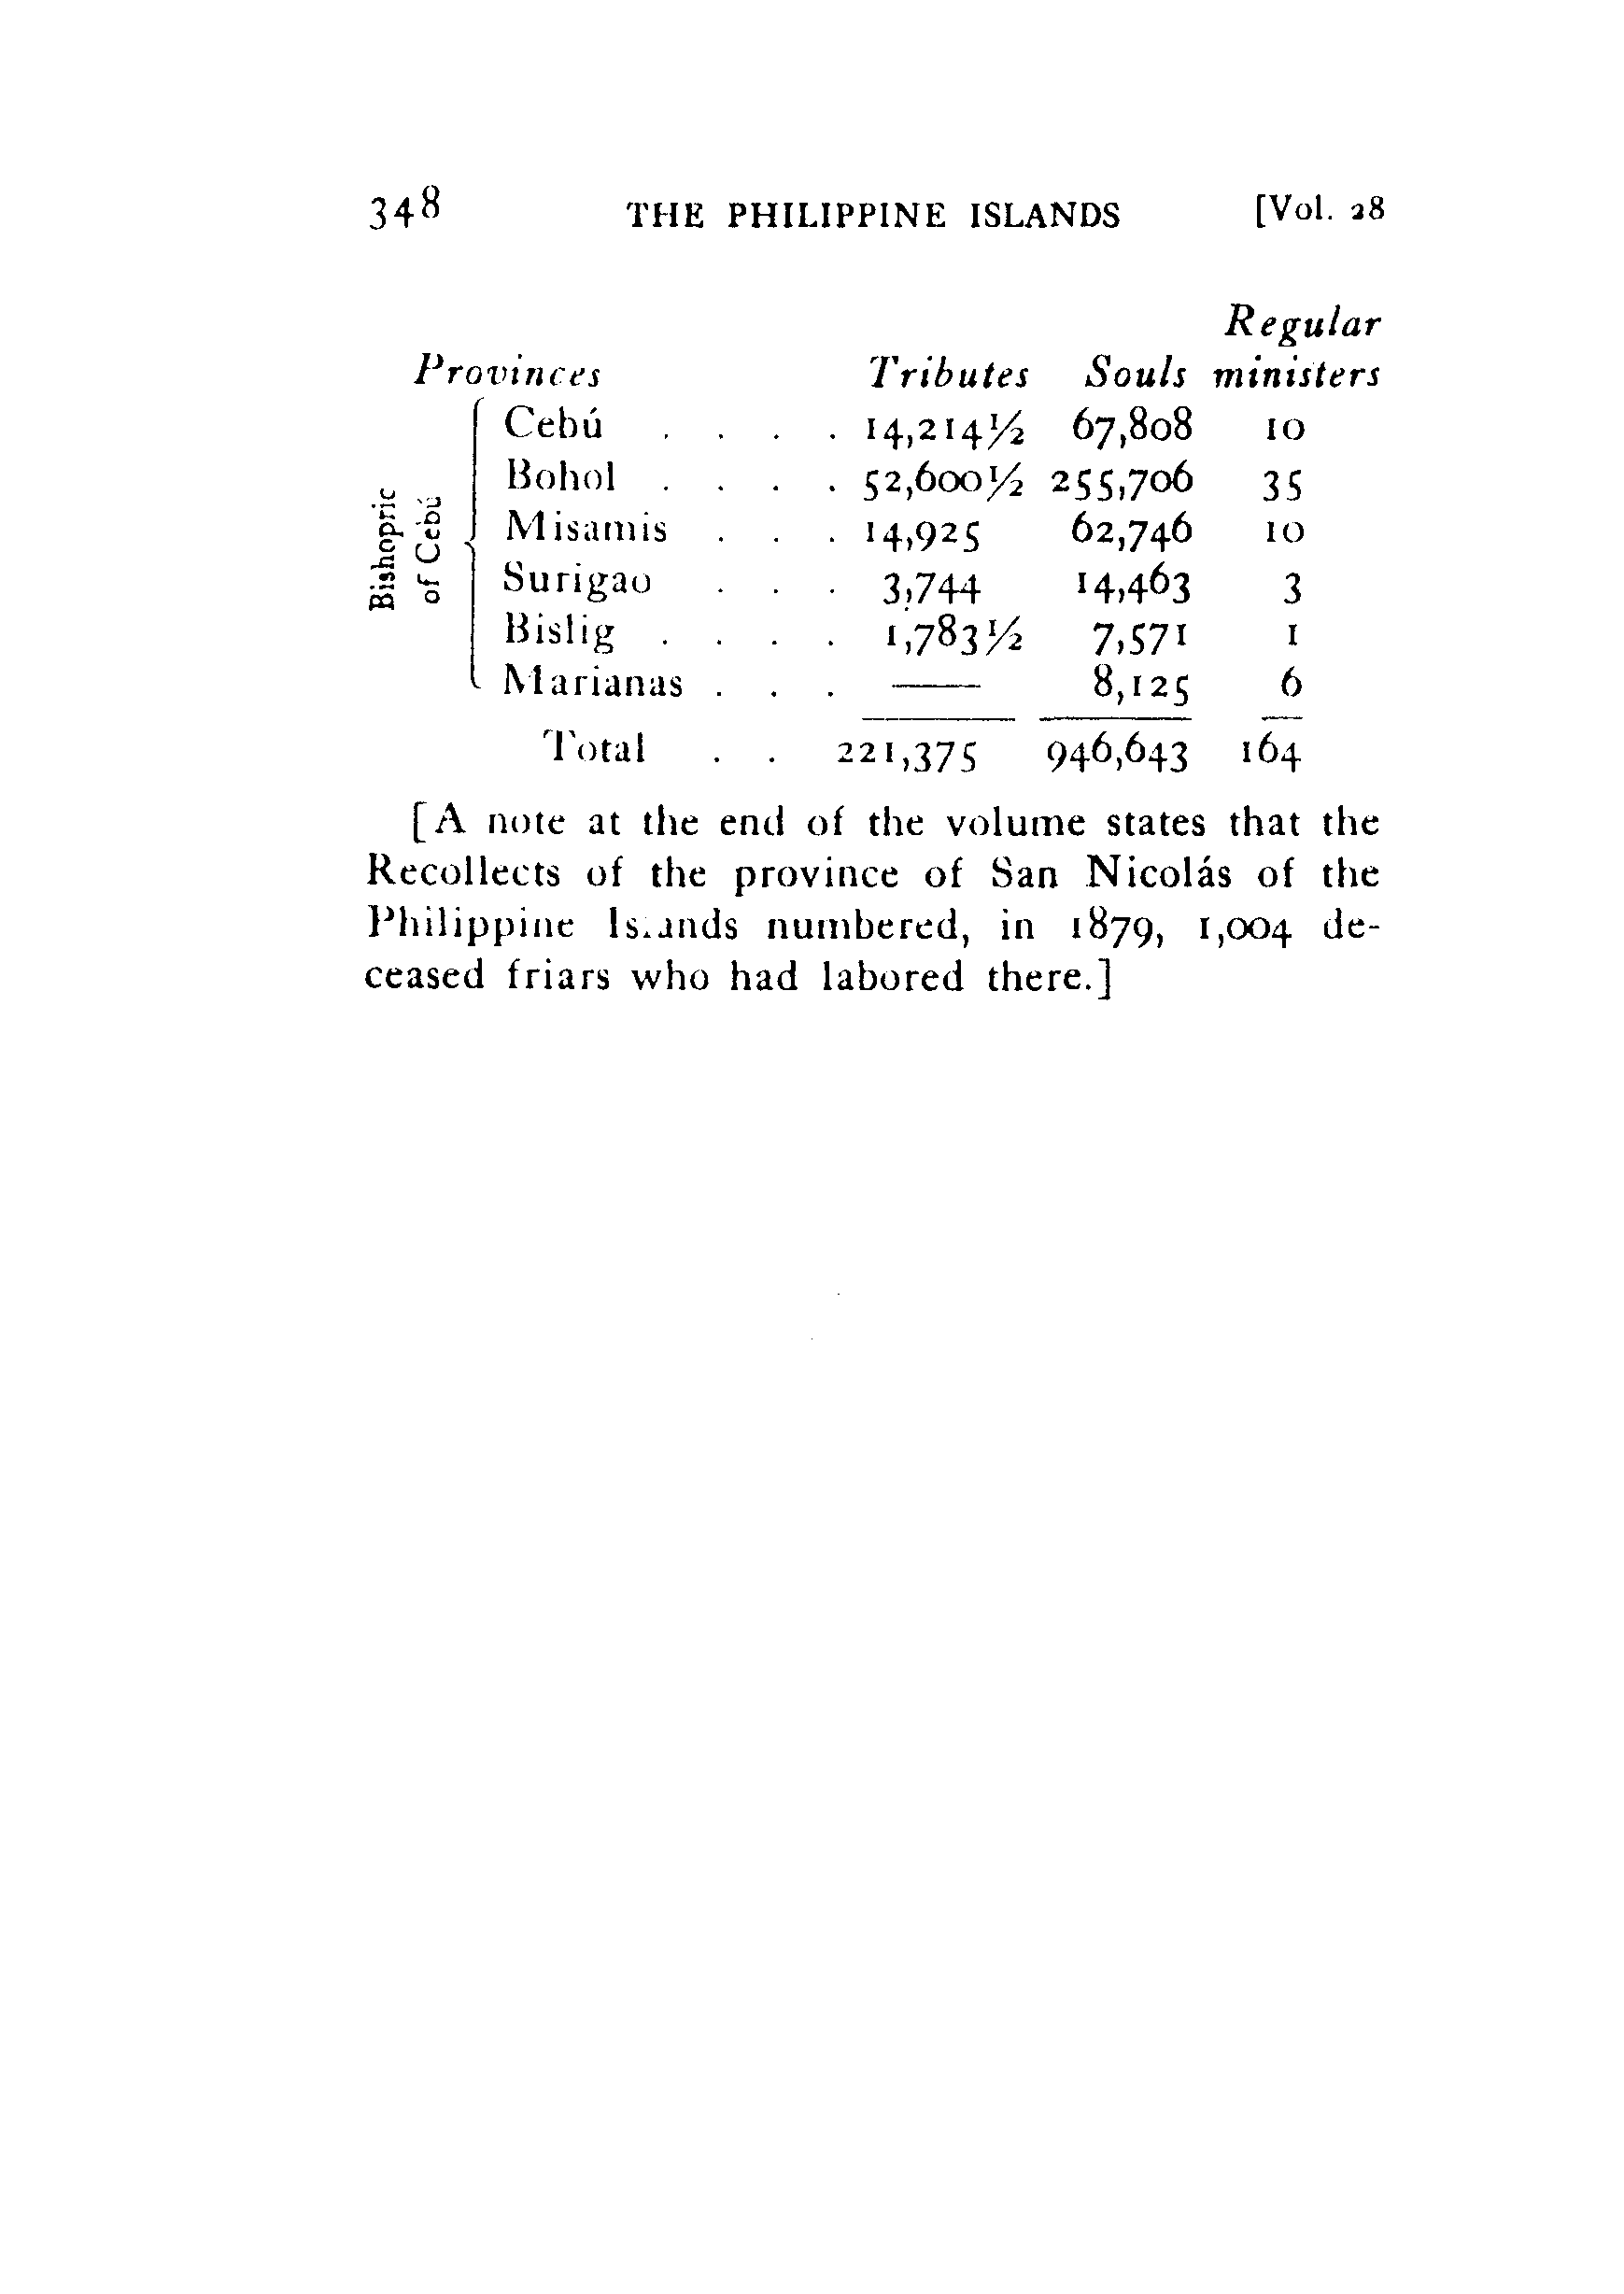 348 THE PHILIPPINE ISLANDS [Vol. 28
Regular
Provinces Tributes Souls ministers
Bishopric of Cebú
Cebú . . . . 14,214½ 67,808 10
Bohol . . . . 52,600½ 255,706 35
Misamis . . . 14,925 62,746 10
Surigao . . . 3,744 14,463 3
Bislig . . . . 1,783½ 7,571 1
Marianas . . . —— 8,125 6
Total . . 221,375 946,643 164
[A note at the end of the volume states that the
Recollects of the province of San Nicolás of the
Philippine Islands numbered, in 1879, 1,004 de-
ceased friars who had labored there.]